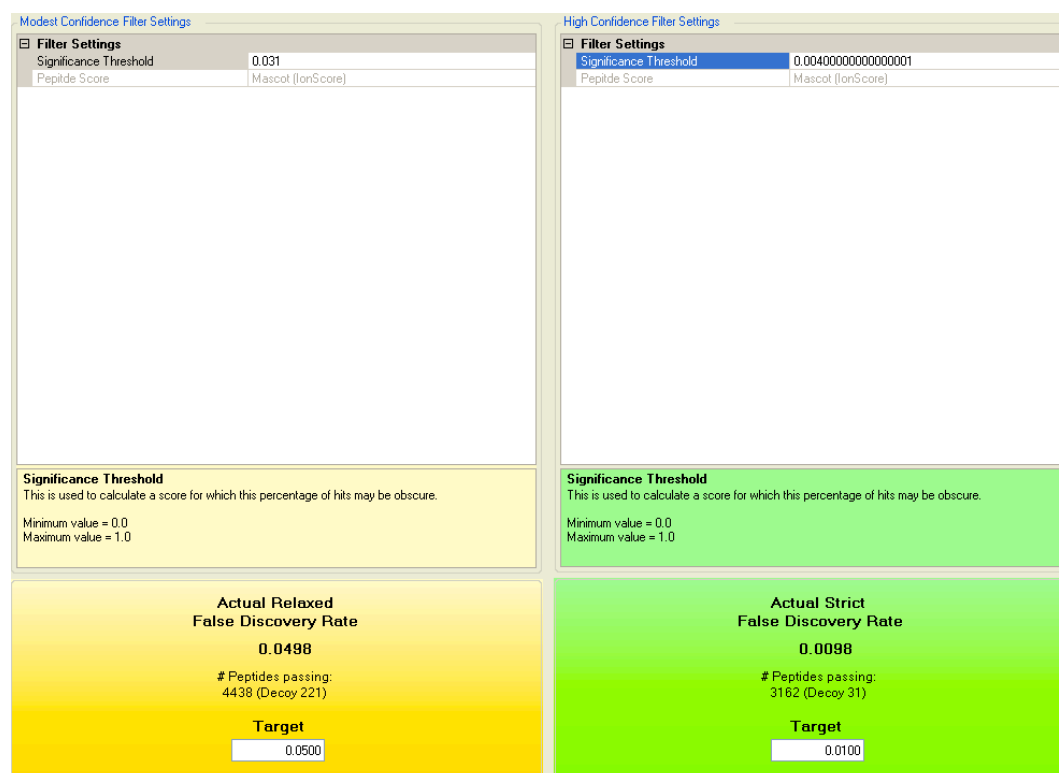 Modest Confidence Filter Settings
Filter Settings
Significance Threshold 0.031
Pepitde Score Mascot (IonScore)
Significance Threshold
This is used to calculate a score for which this percentage of hits may be obscure.
Minimum value = 0.0
Maximum value = 1.0
Actual Relaxed
False Discovery Rate
0.0498
# Peptides passing:
4438 (Decoy 221)
Target
0.0500
High Confidence Filter Settings
Filter Settings
Significance Threshold 0.00400000000000001
Pepitde Score Mascot (IonScore)
Significance Threshold
This is used to calculate a score for which this percentage of hits may be obscure.
Minimum value = 0.0
Maximum value = 1.0
Actual Strict
False Discovery Rate
0.0098
# Peptides passing:
3162 (Decoy 31)
Target
0.0100